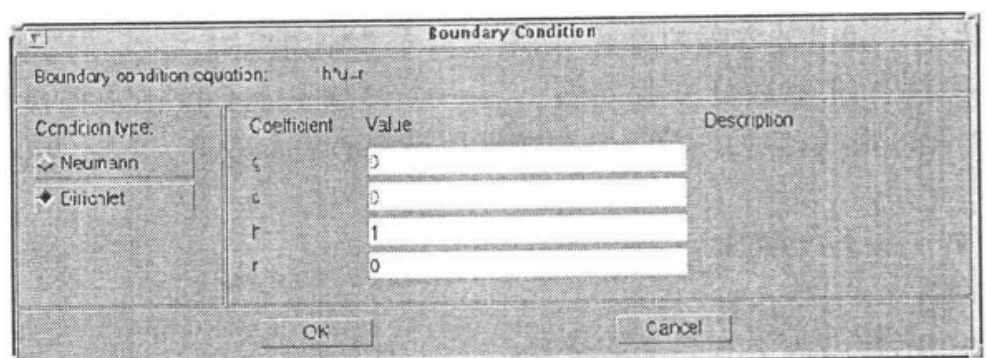 Boundary Condition
Boundary condition equation: h*u=r
Condition type: Coefficient Value Description
Neumann g 0
Dirichlet q 0
h 1
r 0
OK Cancel